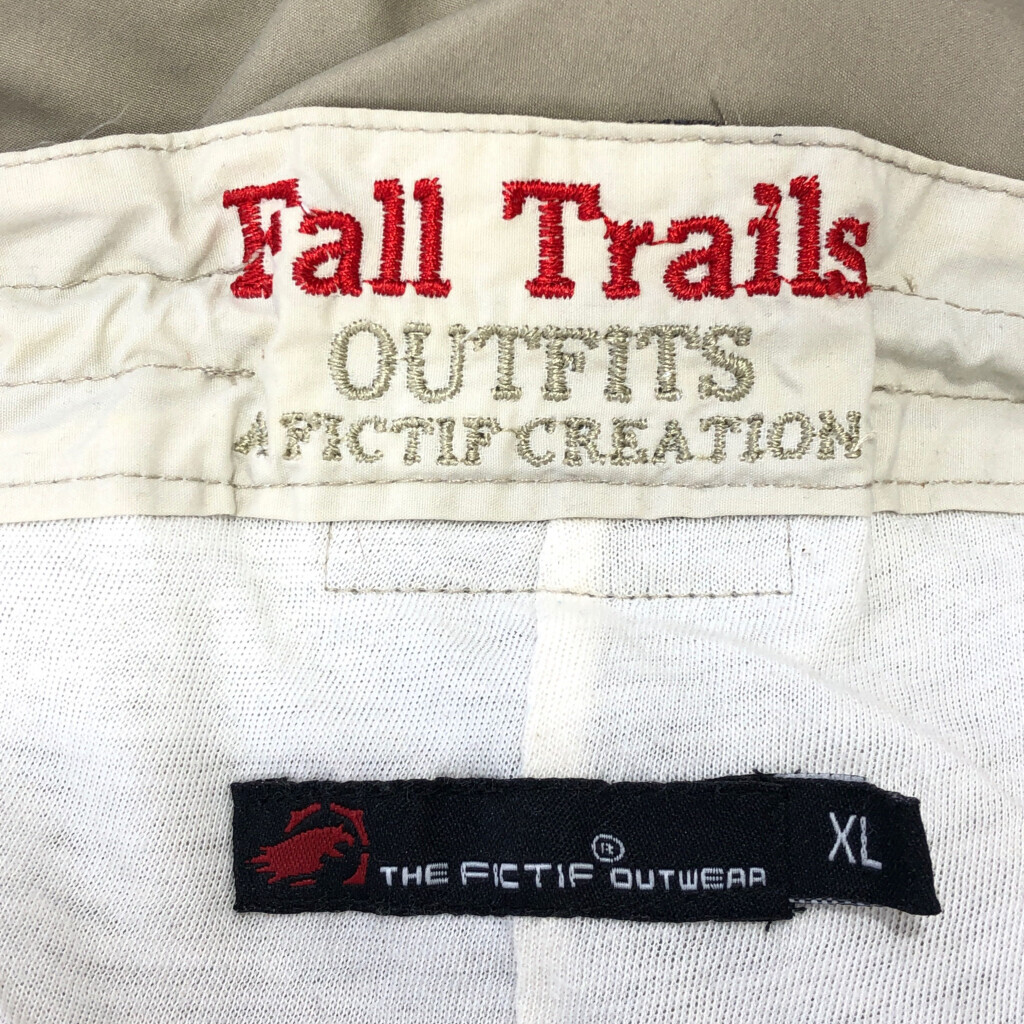 Fall Trails
OUTFITS
A FICTIF CREATION
THE FICTIF® OUTWEAR
XL